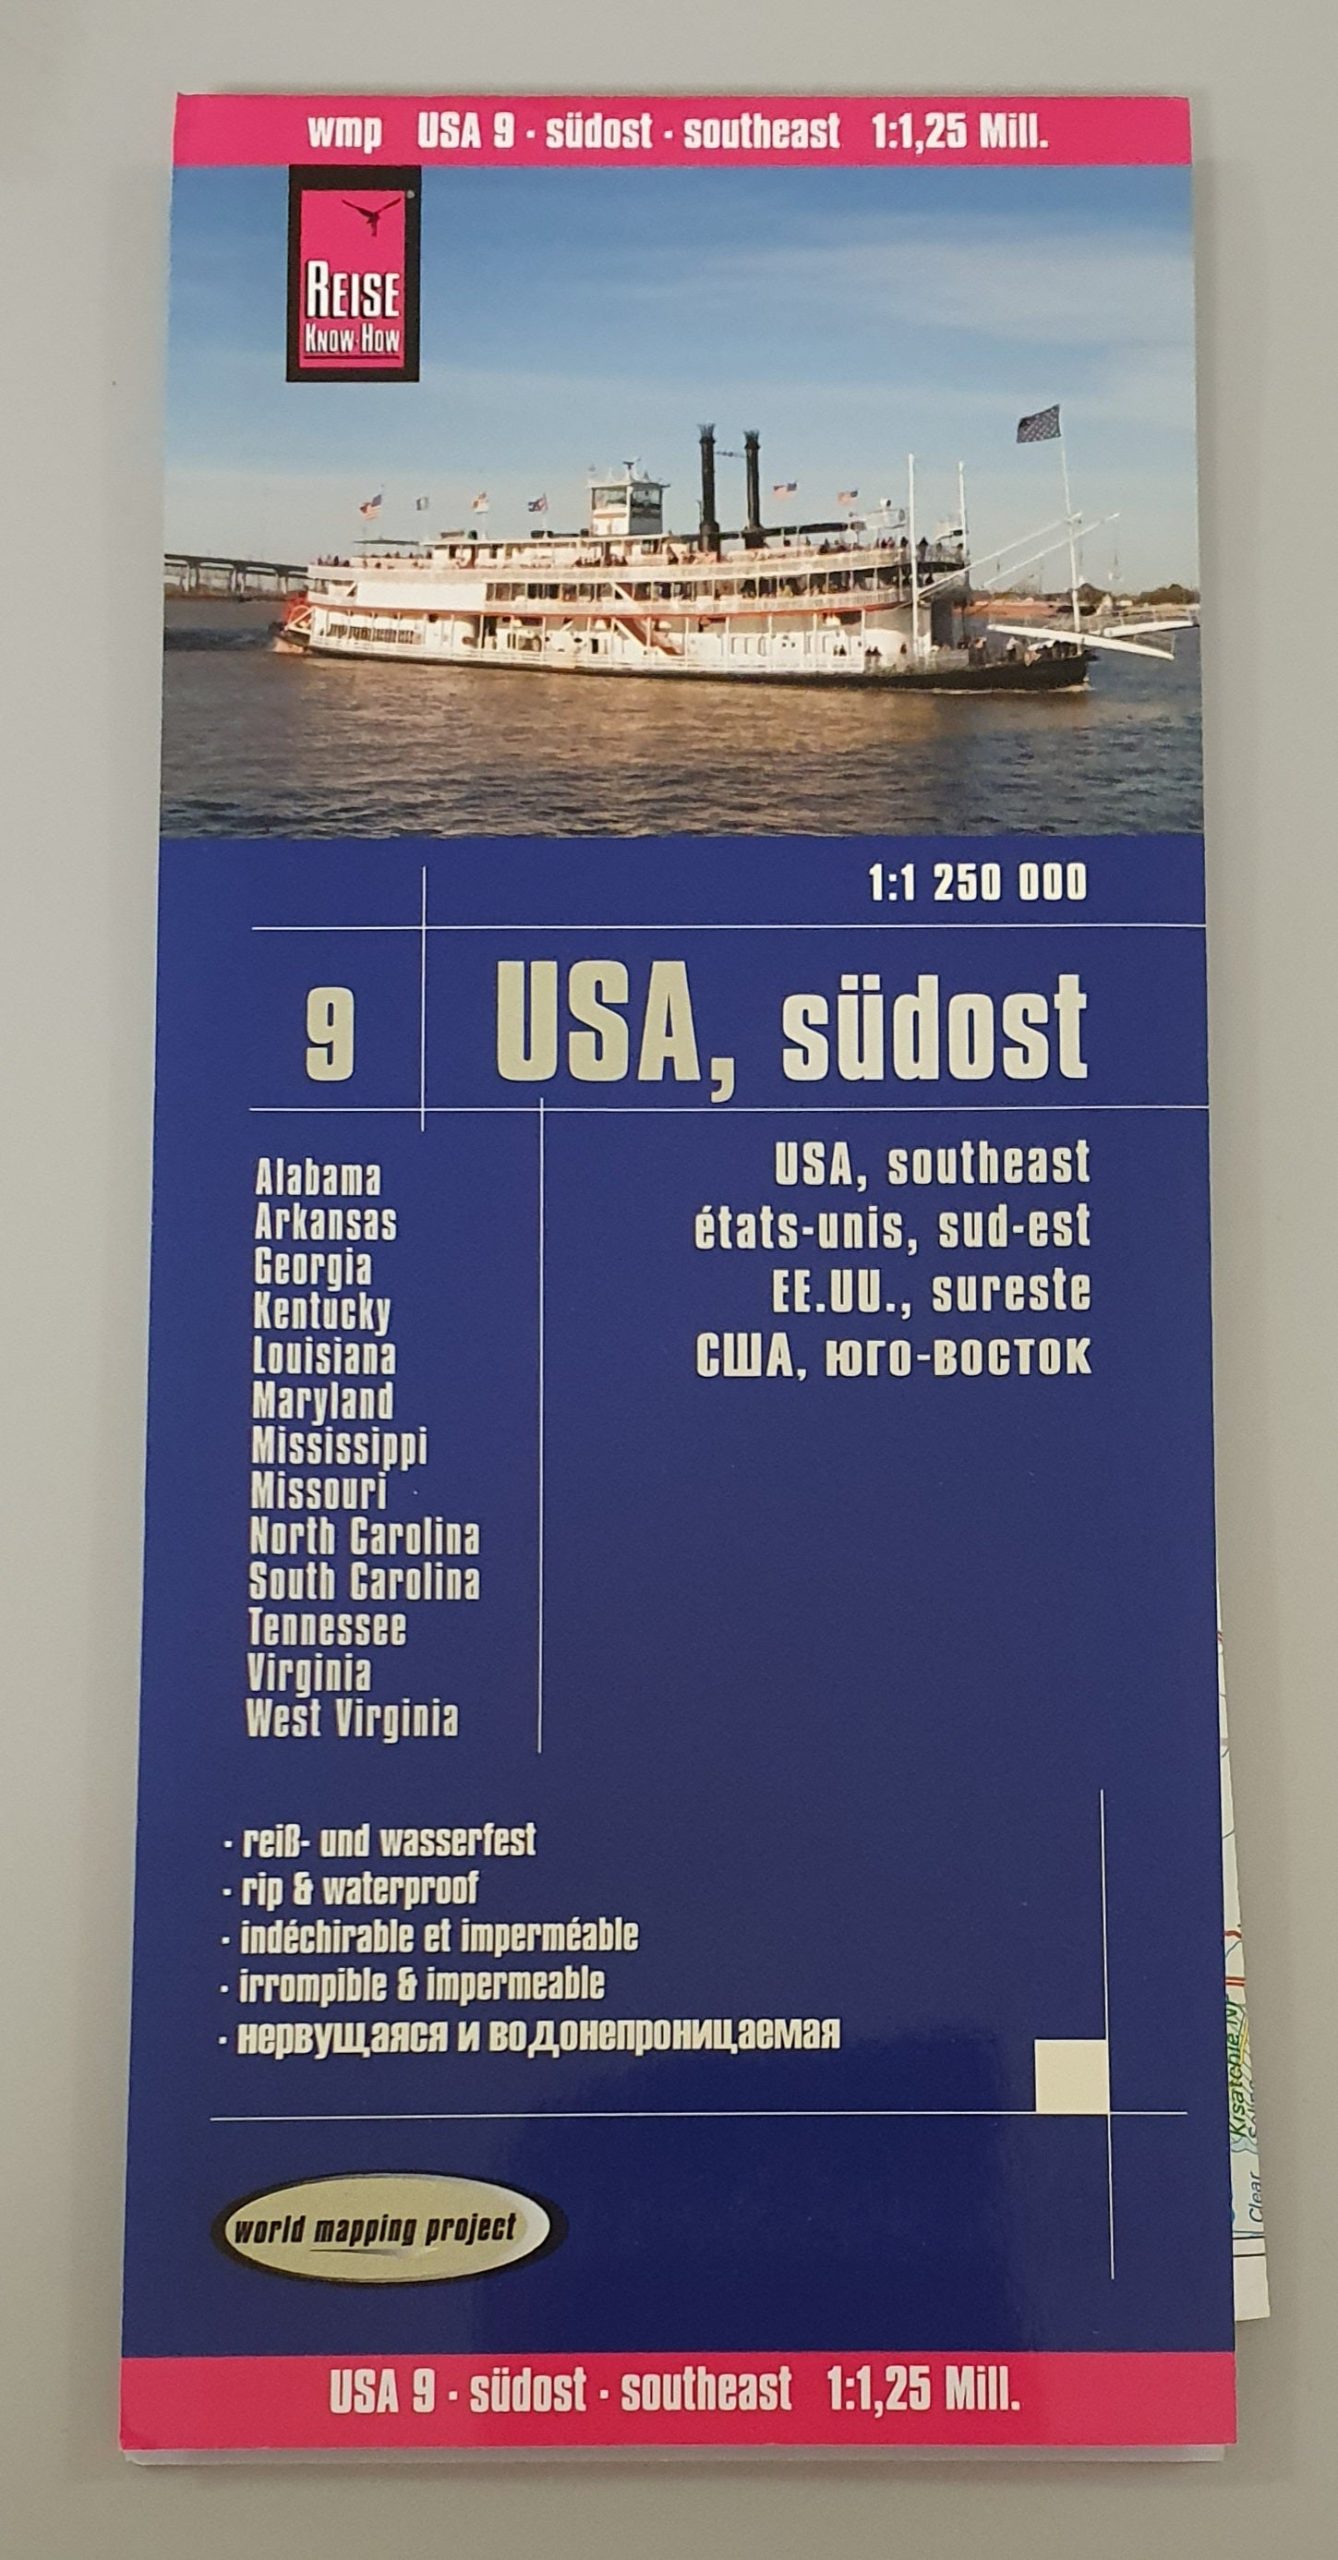 wmp USA 9 · südost · southeast 1:1,25 Mill.
REISE
KNOW-HOW
®
1:1 250 000
9 USA, südost
USA, southeast
états-unis, sud-est
EE.UU., sureste
США, юго-восток
Alabama
Arkansas
Georgia
Kentucky
Louisiana
Maryland
Mississippi
Missouri
North Carolina
South Carolina
Tennessee
Virginia
West Virginia
· reiß- und wasserfest
· rip & waterproof
· indéchirable et imperméable
· irrompible & impermeable
· нервущаяся и водонепроницаемая
Kisatchie
Clear
world mapping project
USA 9 · südost · southeast 1:1,25 Mill.